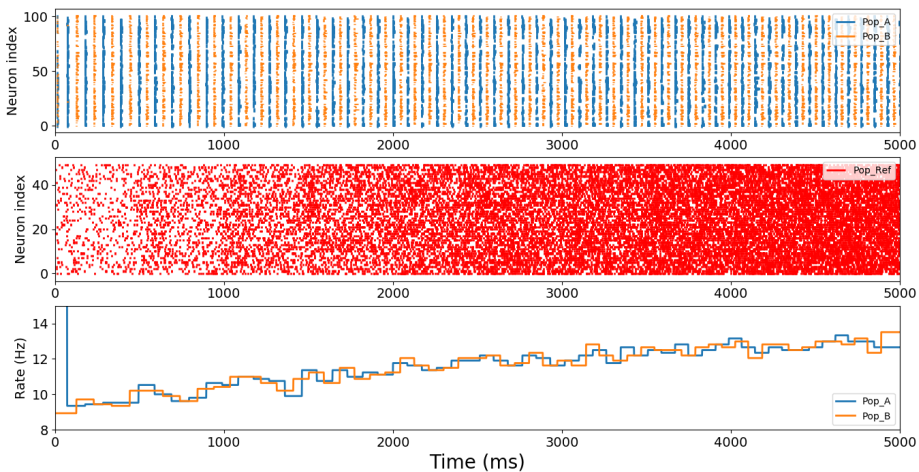 100
50
0
Neuron index
Pop_A
Pop_B
0 1000 2000 3000 4000 5000
40
20
0
Neuron index
Pop_Ref
0 1000 2000 3000 4000 5000
14
12
10
8
Rate (Hz)
Pop_A
Pop_B
0 1000 2000 3000 4000 5000
Time (ms)